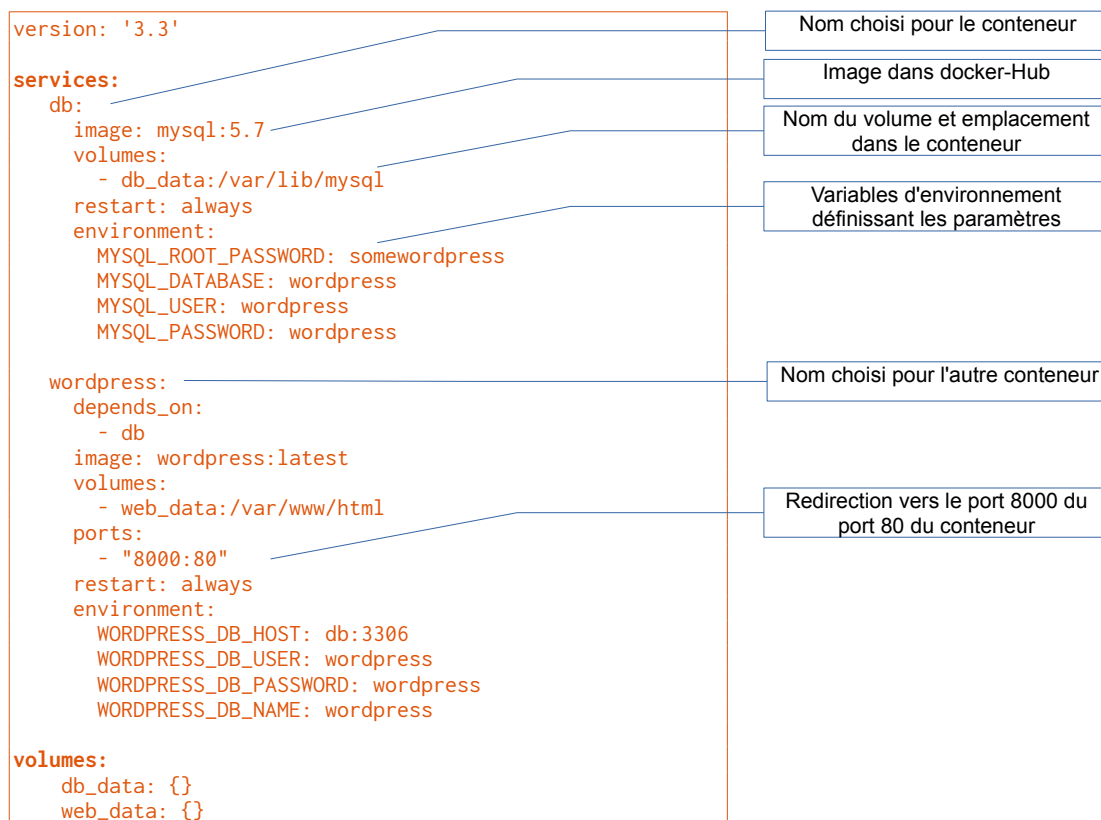 version: '3.3'
services:
db:
image: mysql:5.7
volumes:
- db_data:/var/lib/mysql
restart: always
environment:
MYSQL_ROOT_PASSWORD: somewordpress
MYSQL_DATABASE: wordpress
MYSQL_USER: wordpress
MYSQL_PASSWORD: wordpress
wordpress:
depends_on:
- db
image: wordpress:latest
volumes:
- web_data:/var/www/html
ports:
- "8000:80"
restart: always
environment:
WORDPRESS_DB_HOST: db:3306
WORDPRESS_DB_USER: wordpress
WORDPRESS_DB_PASSWORD: wordpress
WORDPRESS_DB_NAME: wordpress
volumes:
db_data: {}
web_data: {}
Nom choisi pour le conteneur
Image dans docker-Hub
Nom du volume et emplacement
dans le conteneur
Variables d'environnement
définissant les paramètres
Nom choisi pour l'autre conteneur
Redirection vers le port 8000 du
port 80 du conteneur